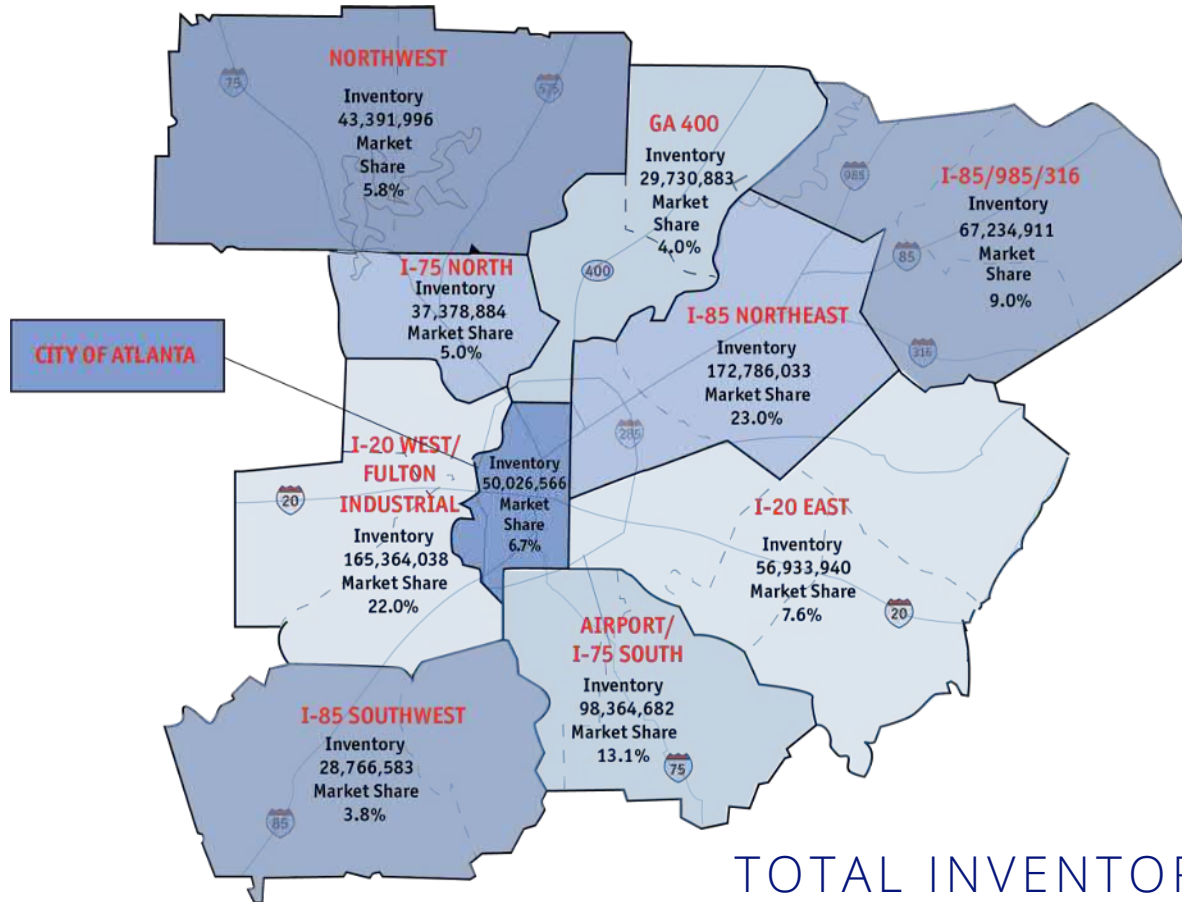 NORTHWEST
Inventory
43,391,996
Market
Share
5.8%
75
575
GA 400
Inventory
29,730,883
Market
Share
4.0%
400
I-85/985/316
Inventory
67,234,911
Market
Share
9.0%
985
85
316
I-75 NORTH
Inventory
37,378,884
Market Share
5.0%
I-85 NORTHEAST
Inventory
172,786,033
Market Share
23.0%
285
CITY OF ATLANTA
Inventory
50,026,566
Market
Share
6.7%
I-20 WEST/
FULTON
INDUSTRIAL
Inventory
165,364,038
Market Share
22.0%
20
I-20 EAST
Inventory
56,933,940
Market Share
7.6%
20
AIRPORT/
I-75 SOUTH
Inventory
98,364,682
Market Share
13.1%
75
I-85 SOUTHWEST
Inventory
28,766,583
Market Share
3.8%
85
TOTAL INVENTOR